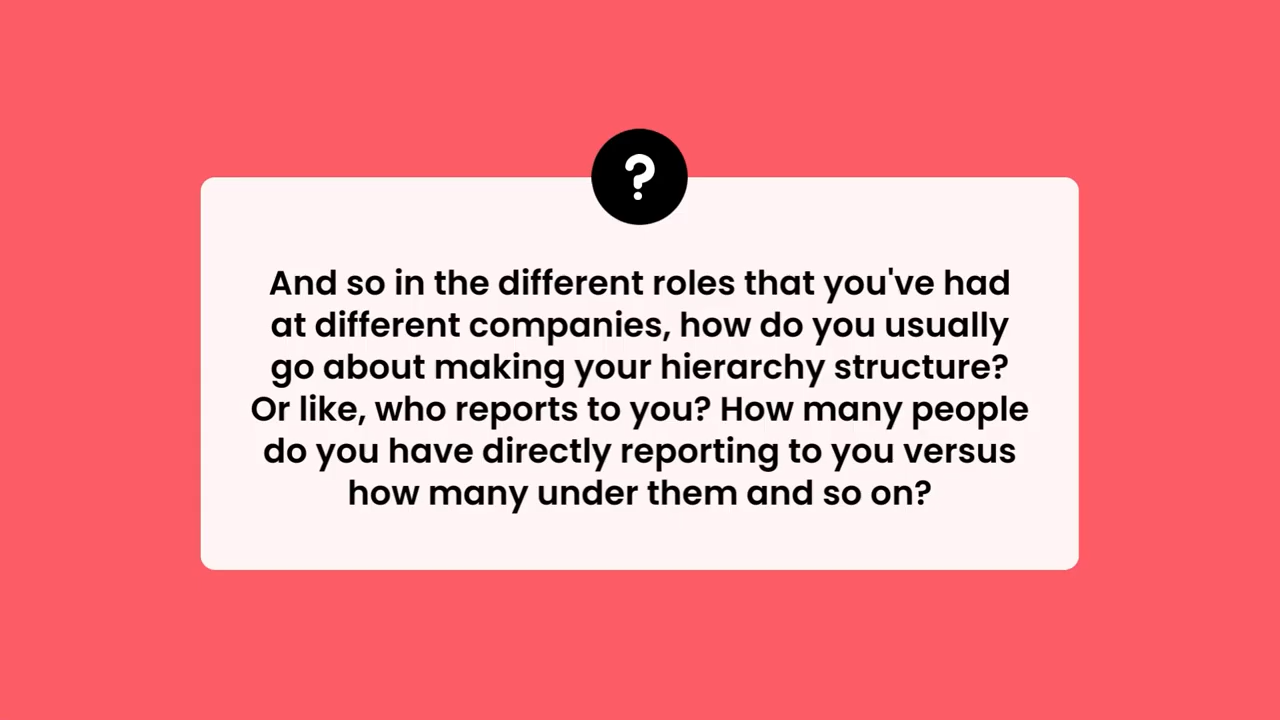 ?
And so in the different roles that you've had
at different companies, how do you usually
go about making your hierarchy structure?
Or like, who reports to you? How many people
do you have directly reporting to you versus
how many under them and so on?